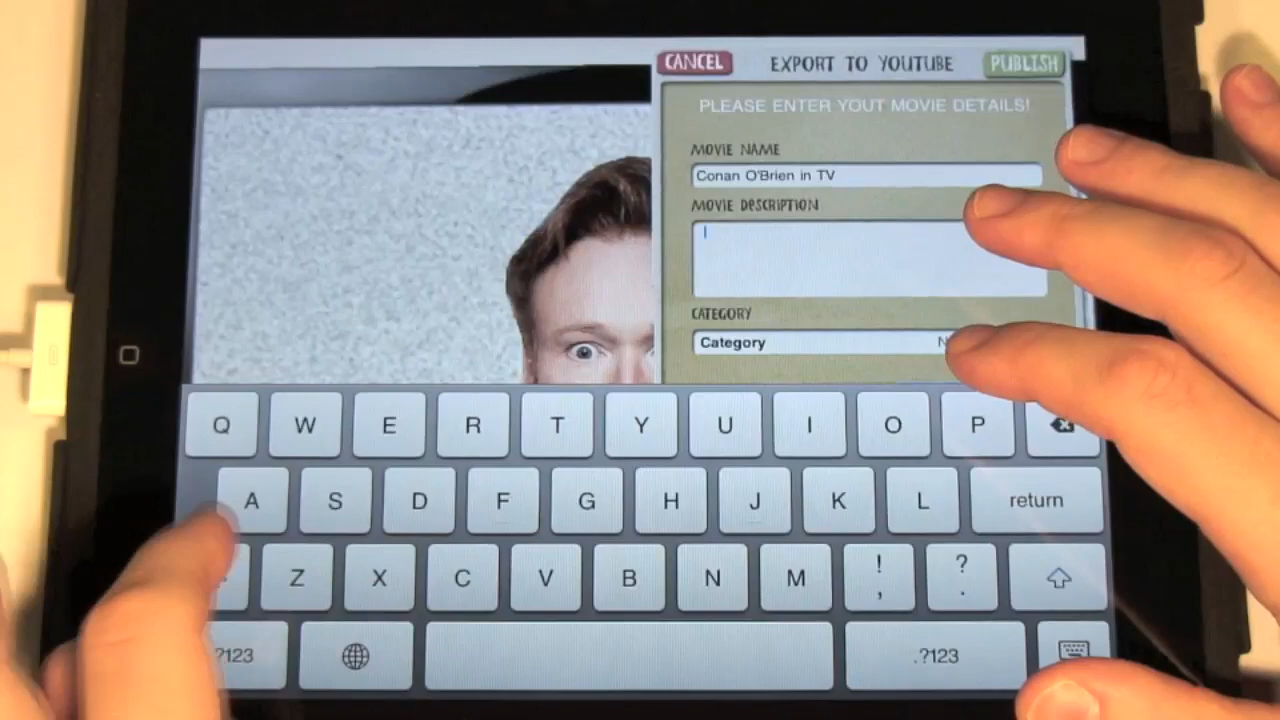 CANCEL EXPORT TO YOUTUBE PUBLISH
PLEASE ENTER YOUT MOVIE DETAILS!
MOVIE NAME
Conan O'Brien in TV
MOVIE DESCRIPTION
CATEGORY
Category
Q W E R T Y U I O P
A S D F G H J K L return
Z X C V B N M ! , ? .
?123 .?123